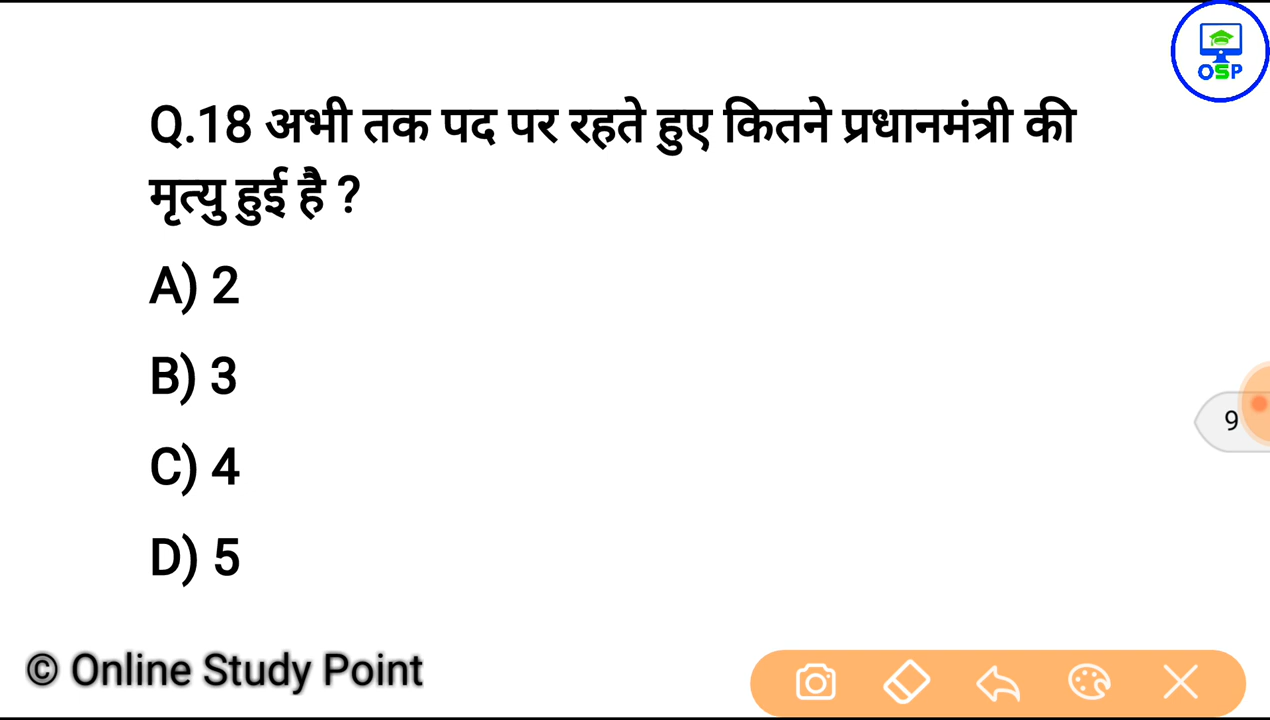 OSP
Q.18 अभी तक पद पर रहते हुए कितने प्रधानमंत्री की
मृत्यु हुई है ?
A) 2
B) 3
C) 4
9
D) 5
© Online Study Point